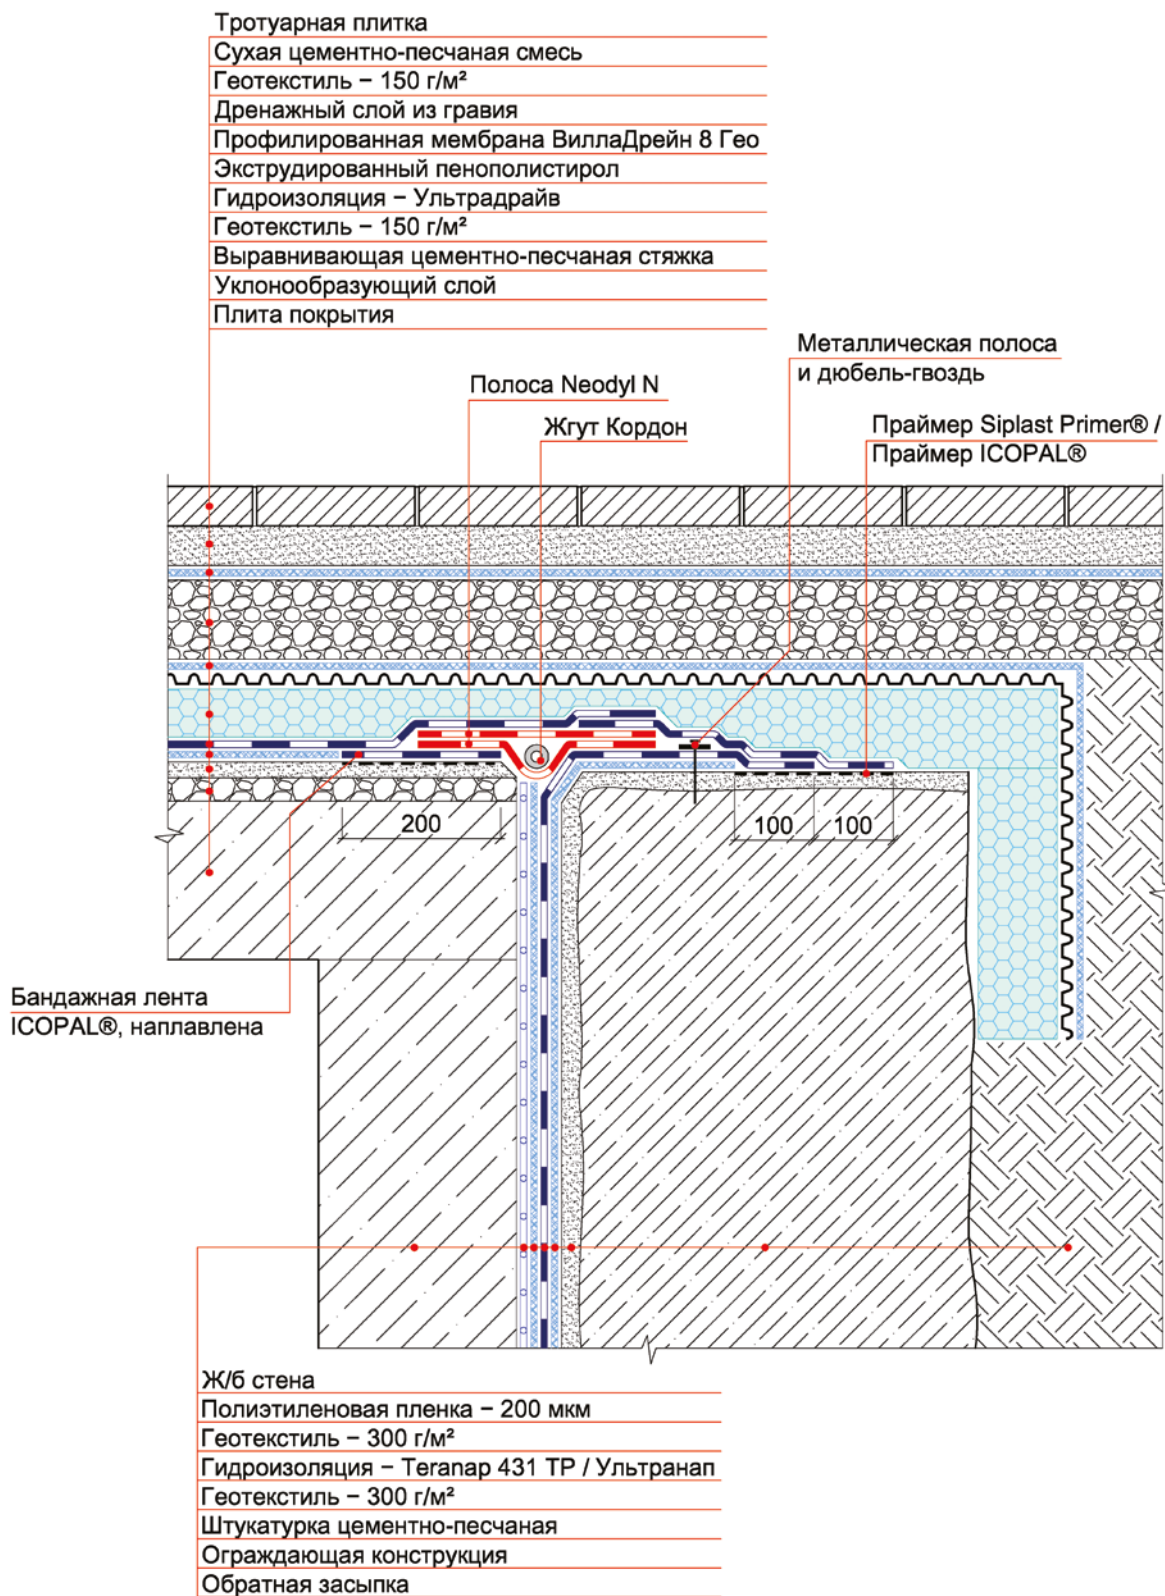 Тротуарная плитка
Сухая цементно-песчаная смесь
Геотекстиль – 150 г/м²
Дренажный слой из гравия
Профилированная мембрана ВиллаДрейн 8 Гео
Экструдированный пенополистирол
Гидроизоляция – Ультрадрайв
Геотекстиль – 150 г/м²
Выравнивающая цементно-песчаная стяжка
Уклонообразующий слой
Плита покрытия
Металлическая полоса
и дюбель-гвоздь
Полоса Neodyl N
Жгут Кордон
Праймер Siplast Primer® /
Праймер ICOPAL®
200
100
100
Бандажная лента
ICOPAL®, наплавлена
Ж/б стена
Полиэтиленовая пленка – 200 мкм
Геотекстиль – 300 г/м²
Гидроизоляция – Teranap 431 TP / Ультранап
Геотекстиль – 300 г/м²
Штукатурка цементно-песчаная
Ограждающая конструкция
Обратная засыпка